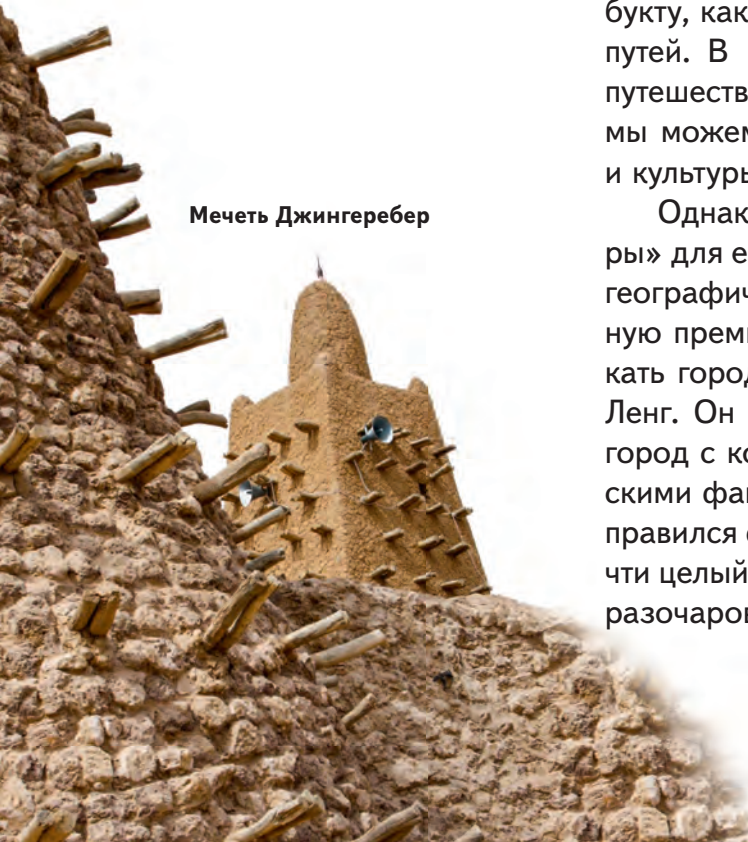 Мечеть Джингеребер
букту, как
путей. В
путешеств
мы можем
и культуры
Однак
ры» для е
географич
ную преми
кать город
Ленг. Он
город с ко
скими фа
правился
чти целый
разочаров